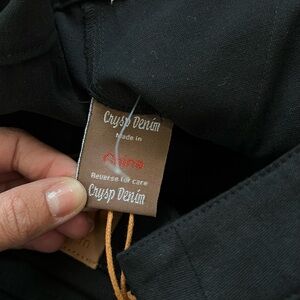 Crysp Denim
Made in
China
Reverse for care
Crysp Denim